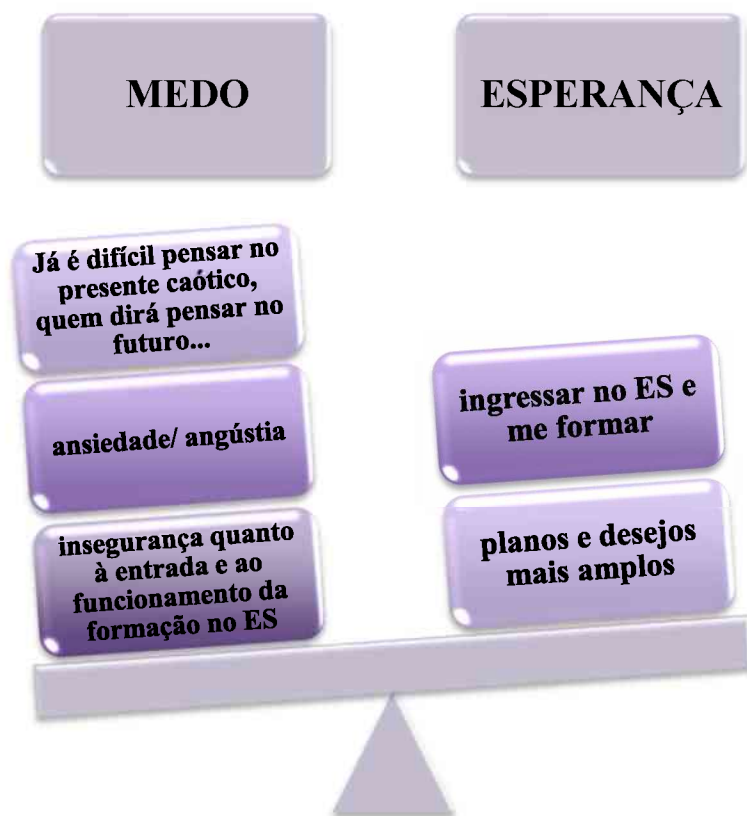 MEDO
ESPERANÇA
Já é difícil pensar no
presente caótico,
quem dirá pensar no
futuro...
ansiedade/ angústia
insegurança quanto
à entrada e ao
funcionamento da
formação no ES
ingressar no ES e
me formar
planos e desejos
mais amplos